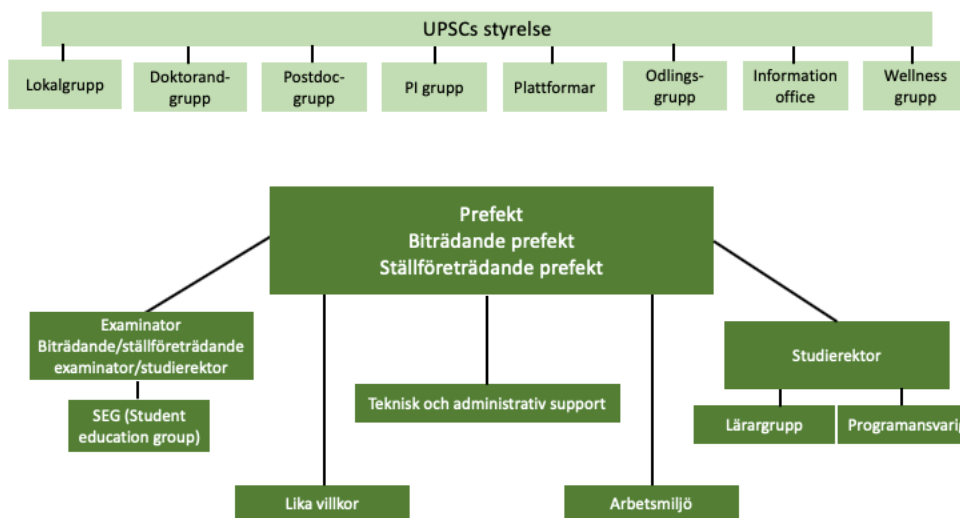 UPSCs styrelse
Lokalgrupp
Doktorand-
grupp
Postdoc-
grupp
PI grupp
Plattformar
Odlings-
grupp
Information
office
Wellness
grupp
Prefekt
Biträdande prefekt
Ställföreträdande prefekt
Examinator
Biträdande/ställföreträdande
examinator/studierektor
SEG (Student
education group)
Teknisk och administrativ support
Studierektor
Lärargrupp
Programansvarig
Lika villkor
Arbetsmiljö